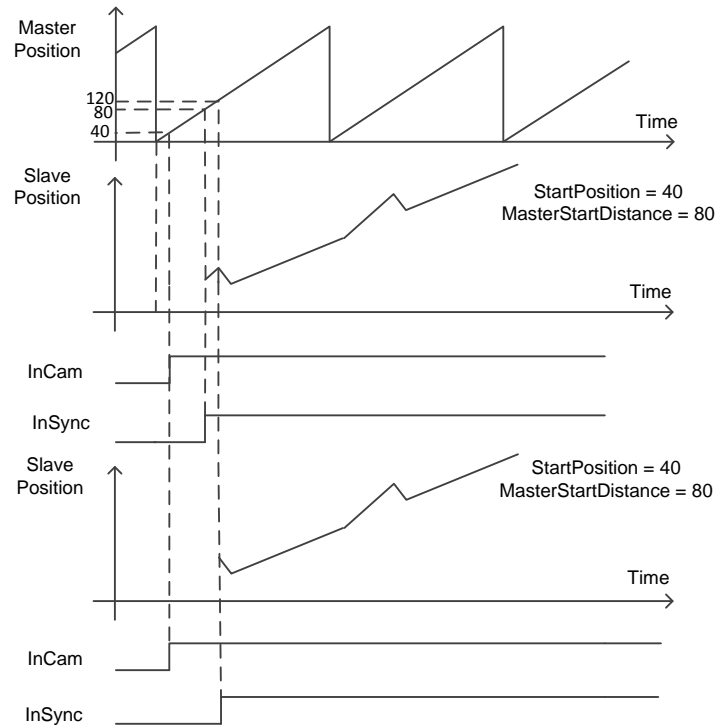 Master
Position
120
80
40
Time
Slave
Position
StartPosition = 40
MasterStartDistance = 80
Time
InCam
InSync
Slave
Position
StartPosition = 40
MasterStartDistance = 80
Time
InCam
InSync